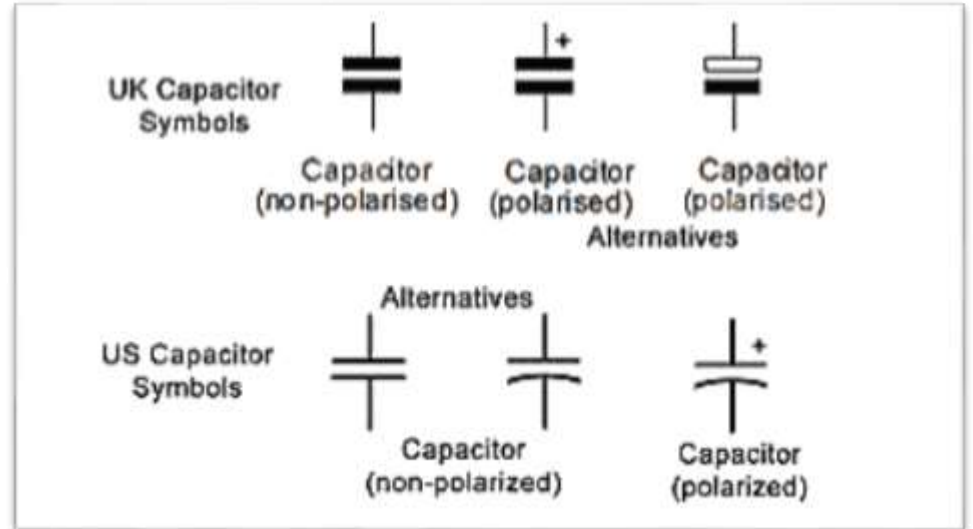 +
UK Capacitor
Symbols
Capacitor
(non-polarised)
Capacitor
(polarised)
Capacitor
(polarised)
Alternatives
Alternatives
US Capacitor
Symbols
+
Capacitor
(non-polarized)
Capacitor
(polarized)